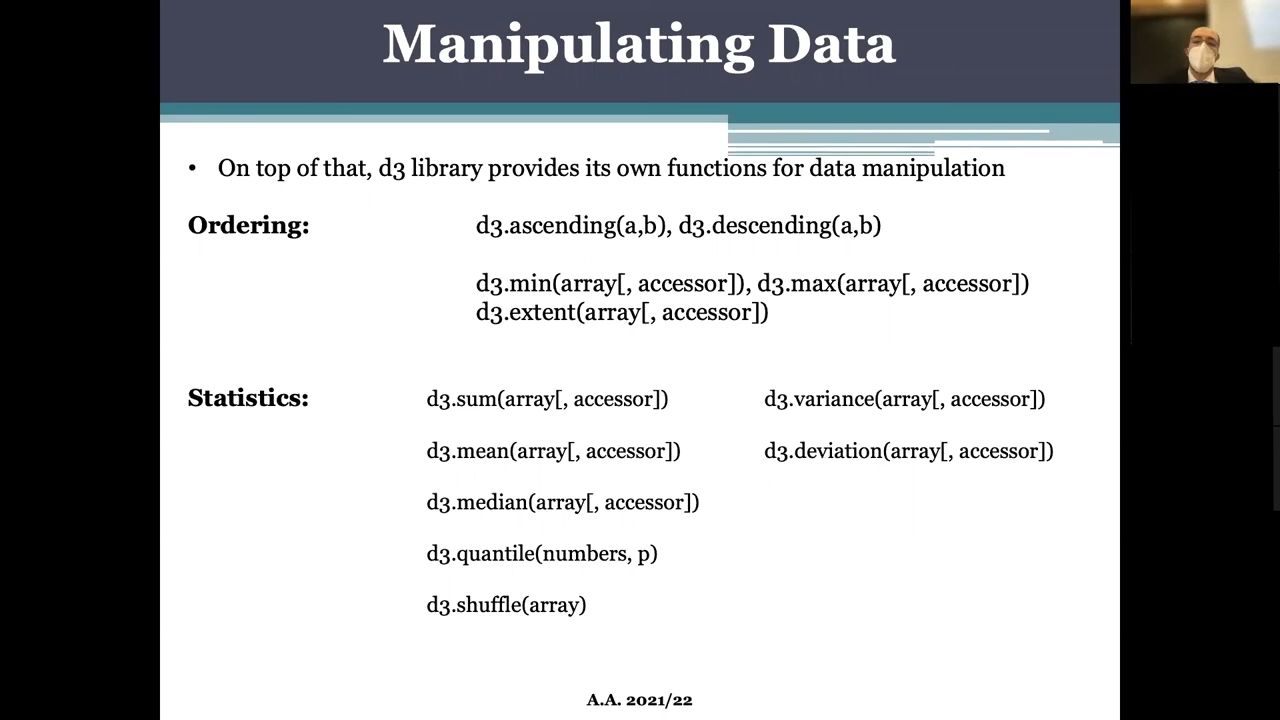 Manipulating Data
• On top of that, d3 library provides its own functions for data manipulation
Ordering: d3.ascending(a,b), d3.descending(a,b)
d3.min(array[, accessor]), d3.max(array[, accessor])
d3.extent(array[, accessor])
Statistics: d3.sum(array[, accessor]) d3.variance(array[, accessor])
d3.mean(array[, accessor]) d3.deviation(array[, accessor])
d3.median(array[, accessor])
d3.quantile(numbers, p)
d3.shuffle(array)
A.A. 2021/22